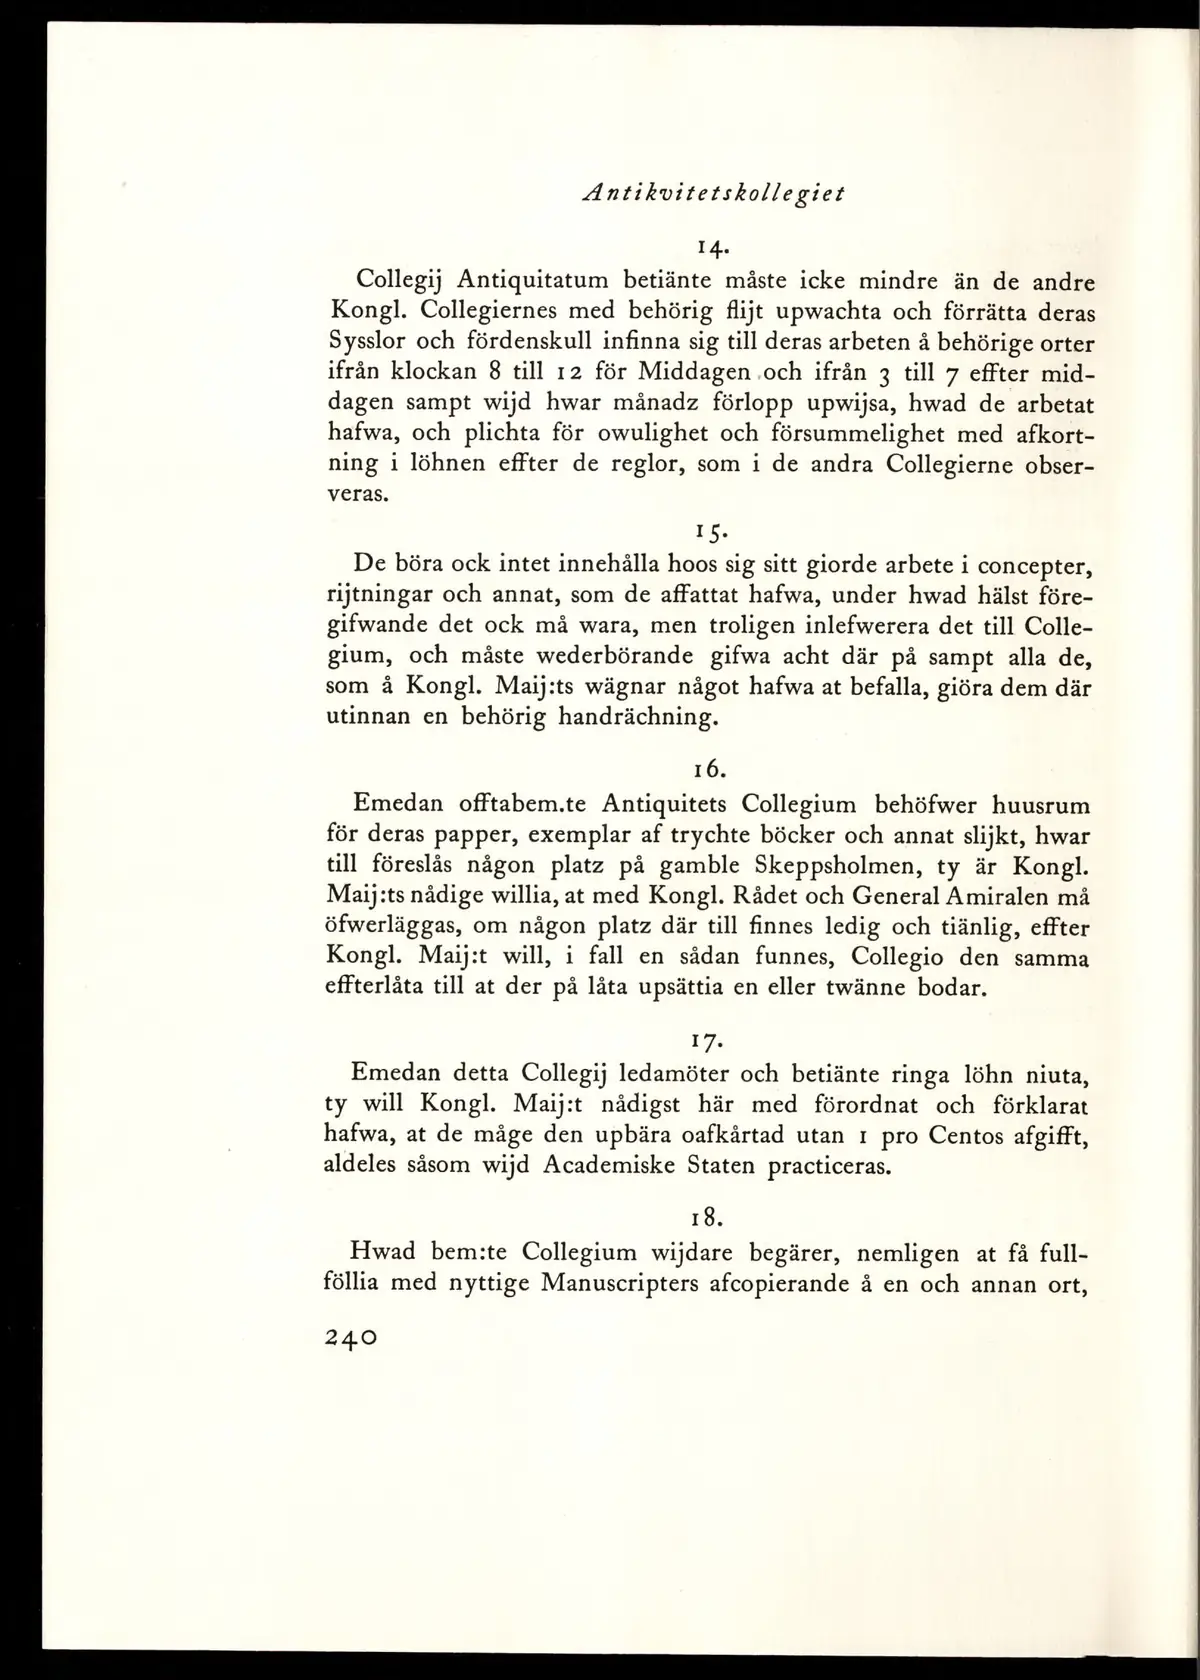 Antikvitetskollegiet
14.
Collegij Antiquitatum betiänte måste icke mindre än de andre
Kongl. Collegiernes med behörig flijt upwachta och förrätta deras
Sysslor och fördenskull infinna sig till deras arbeten å behörige orter
ifrån klockan 8 till 12 för Middagen och ifrån 3 till 7 effter mid-
dagen sampt wijd hwar månadz förlopp upwijsa, hwad de arbetat
hafwa, och plichta för owulighet och försummelighet med afkort-
ning i löhnen effter de reglor, som i de andra Collegierne obser-
veras.
15.
De böra ock intet innehålla hoos sig sitt giorde arbete i concepter,
rijtningar och annat, som de affattat hafwa, under hwad hälst före-
gifwande det ock må wara, men troligen inlefwerera det till Colle-
gium, och måste wederbörande gifwa acht där på sampt alla de,
som å Kongl. Maij:ts wägnar något hafwa at befalla, giöra dem där
utinnan en behörig handrächning.
16.
Emedan offtabem.te Antiquitets Collegium behöfwer huusrum
för deras papper, exemplar af trychte böcker och annat slijkt, hwar
till föreslås någon platz på gamble Skeppsholmen, ty är Kongl.
Maij:ts nådige willia, at med Kongl. Rådet och General Amiralen må
öfwerläggas, om någon platz där till finnes ledig och tiänlig, effter
Kongl. Maij:t will, i fall en sådan funnes, Collegio den samma
effterlåta till at der på låta upsättia en eller twänne bodar.
17.
Emedan detta Collegij ledamöter och betiänte ringa löhn niuta,
ty will Kongl. Maij:t nådigst här med förordnat och förklarat
hafwa, at de måge den upbära oafkårtad utan 1 pro Centos afgifft,
aldeles såsom wijd Academiske Staten practiceras.
18.
Hwad bem:te Collegium wijdare begärer, nemligen at få full-
föllia med nyttige Manuscripters afcopierande å en och annan ort,
240